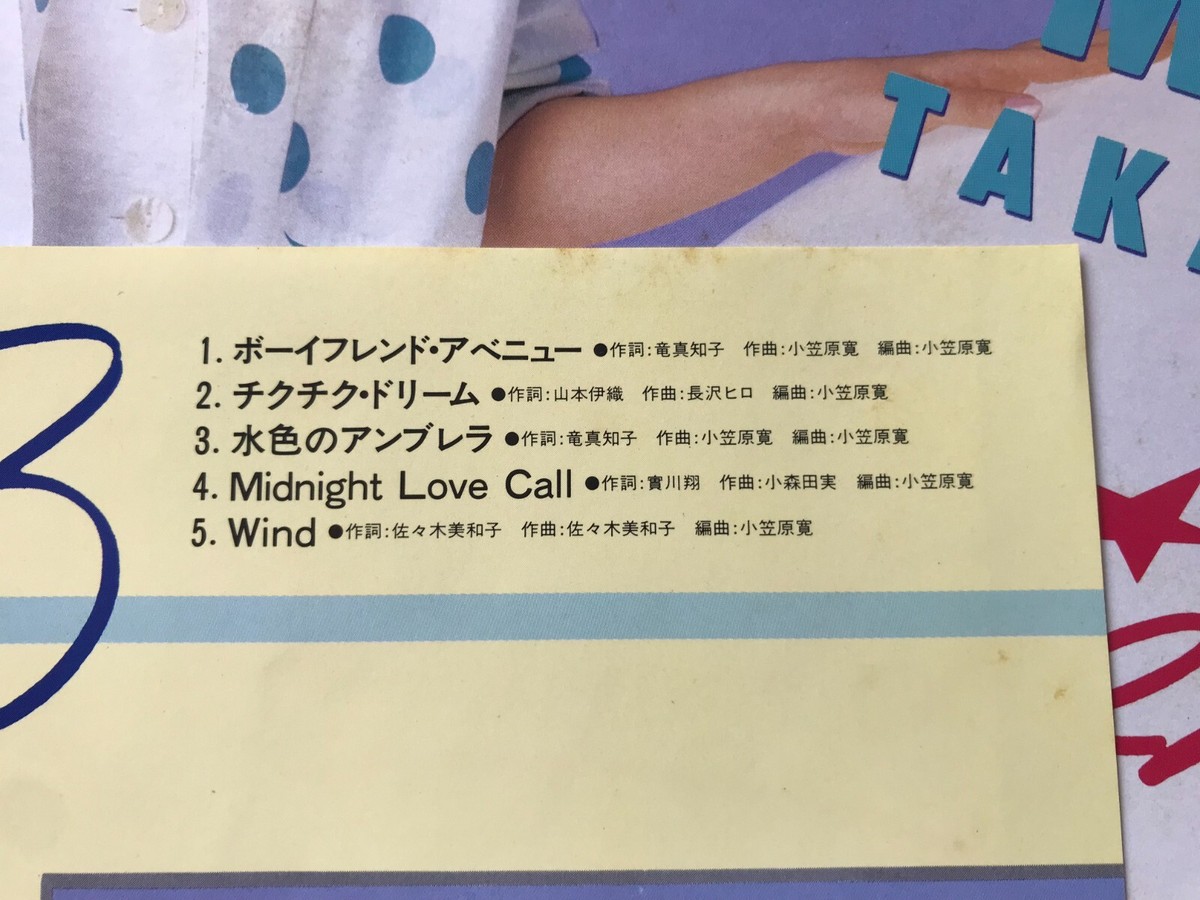 TAK
1. ボーイフレンド・アベニュー ●作詞:竜真知子 作曲:小笠原寛 編曲:小笠原寛
2. チクチク・ドリーム ●作詞:山本伊織 作曲:長沢ヒロ 編曲:小笠原寛
3. 水色のアンブレラ ●作詞:竜真知子 作曲:小笠原寛 編曲:小笠原寛
4. Midnight Love Call ●作詞:實川翔 作曲:小森田実 編曲:小笠原寛
5. Wind ●作詞:佐々木美和子 作曲:佐々木美和子 編曲:小笠原寛